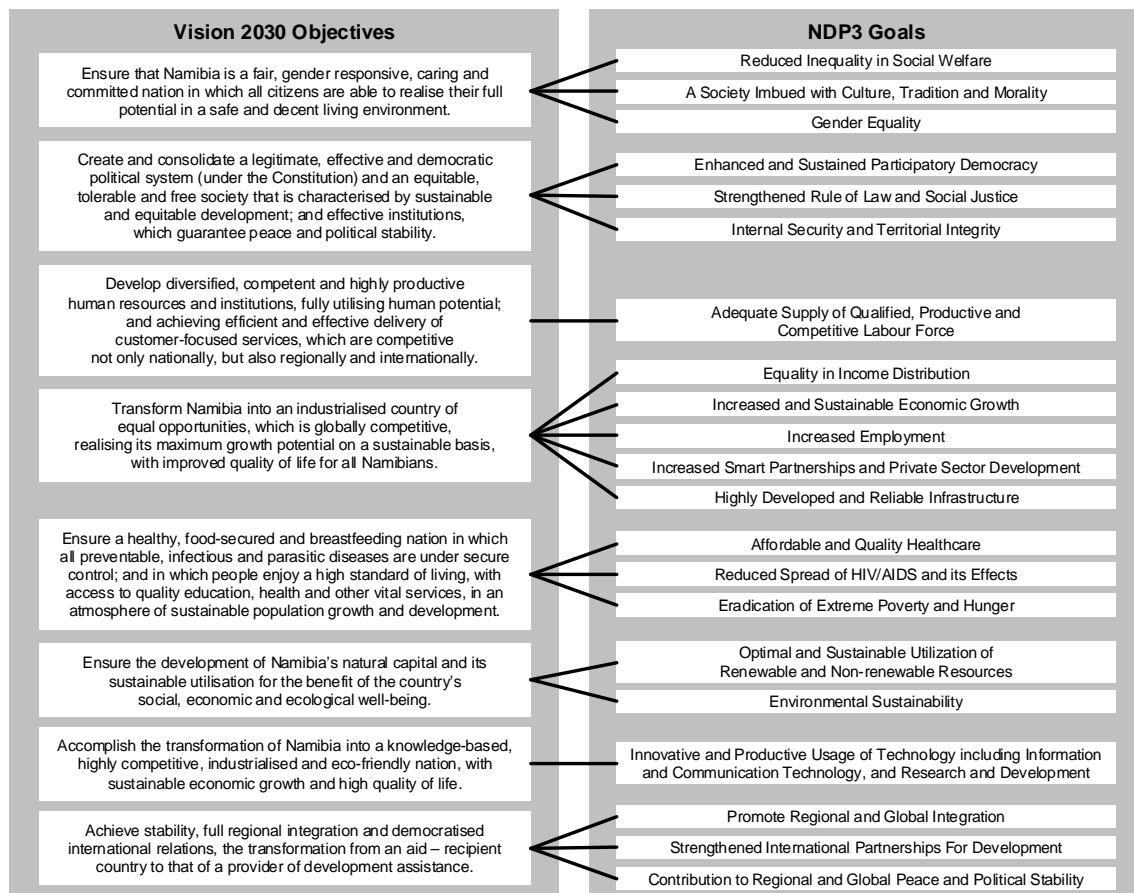 Vision 2030 Objectives
NDP3 Goals
Ensure that Namibia is a fair, gender responsive, caring and
committed nation in which all citizens are able to realise their full
potential in a safe and decent living environment.
Reduced Inequality in Social Welfare
A Society Imbued with Culture, Tradition and Morality
Gender Equality
Create and consolidate a legitimate, effective and democratic
political system (under the Constitution) and an equitable,
tolerable and free society that is characterised by sustainable
and equitable development; and effective institutions,
which guarantee peace and political stability.
Enhanced and Sustained Participatory Democracy
Strengthened Rule of Law and Social Justice
Internal Security and Territorial Integrity
Develop diversified, competent and highly productive
human resources and institutions, fully utilising human potential;
and achieving efficient and effective delivery of
customer-focused services, which are competitive
not only nationally, but also regionally and internationally.
Adequate Supply of Qualified, Productive and
Competitive Labour Force
Transform Namibia into an industrialised country of
equal opportunities, which is globally competitive,
realising its maximum growth potential on a sustainable basis,
with improved quality of life for all Namibians.
Equality in Income Distribution
Increased and Sustainable Economic Growth
Increased Employment
Increased Smart Partnerships and Private Sector Development
Highly Developed and Reliable Infrastructure
Ensure a healthy, food-secured and breastfeeding nation in which
all preventable, infectious and parasitic diseases are under secure
control; and in which people enjoy a high standard of living, with
access to quality education, health and other vital services, in an
atmosphere of sustainable population growth and development.
Affordable and Quality Healthcare
Reduced Spread of HIV/AIDS and its Effects
Eradication of Extreme Poverty and Hunger
Ensure the development of Namibia's natural capital and its
sustainable utilisation for the benefit of the country's
social, economic and ecological well-being.
Optimal and Sustainable Utilization of
Renewable and Non-renewable Resources
Environmental Sustainability
Accomplish the transformation of Namibia into a knowledge-based,
highly competitive, industrialised and eco-friendly nation, with
sustainable economic growth and high quality of life.
Innovative and Productive Usage of Technology including Information
and Communication Technology, and Research and Development
Achieve stability, full regional integration and democratised
international relations, the transformation from an aid – recipient
country to that of a provider of development assistance.
Promote Regional and Global Integration
Strengthened International Partnerships For Development
Contribution to Regional and Global Peace and Political Stability